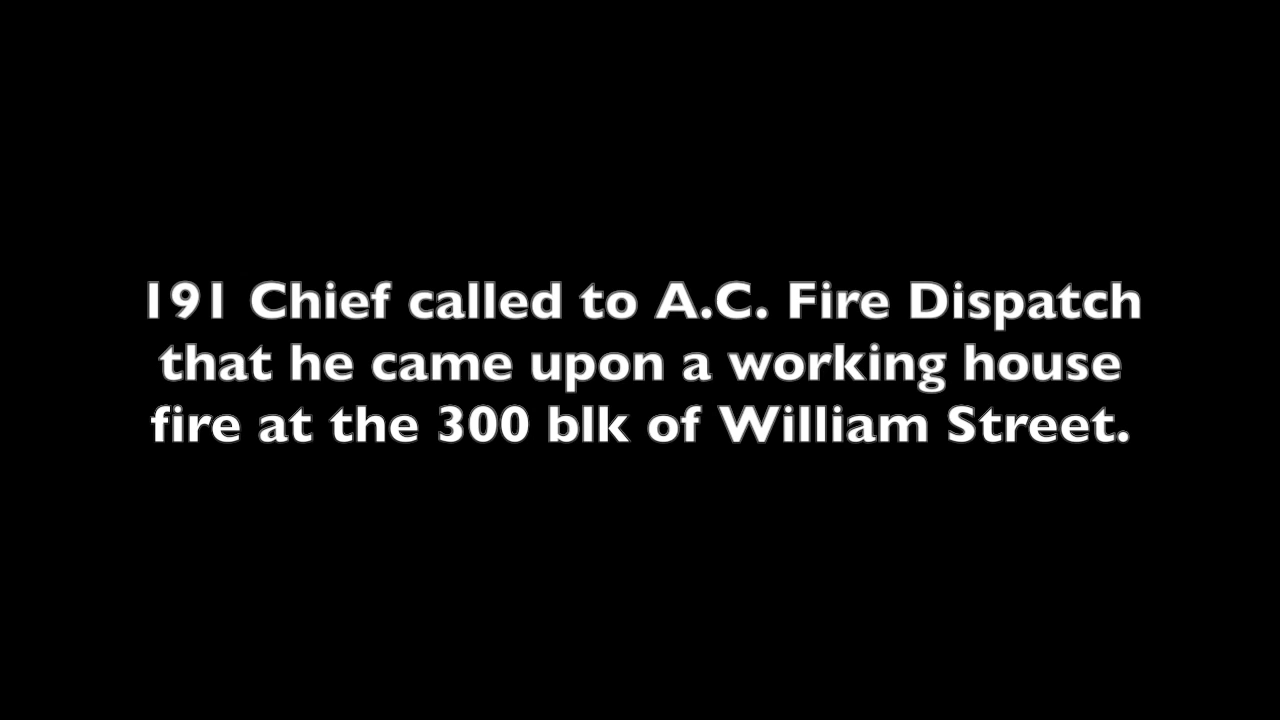 191 Chief called to A.C. Fire Dispatch
that he came upon a working house
fire at the 300 blk of William Street.